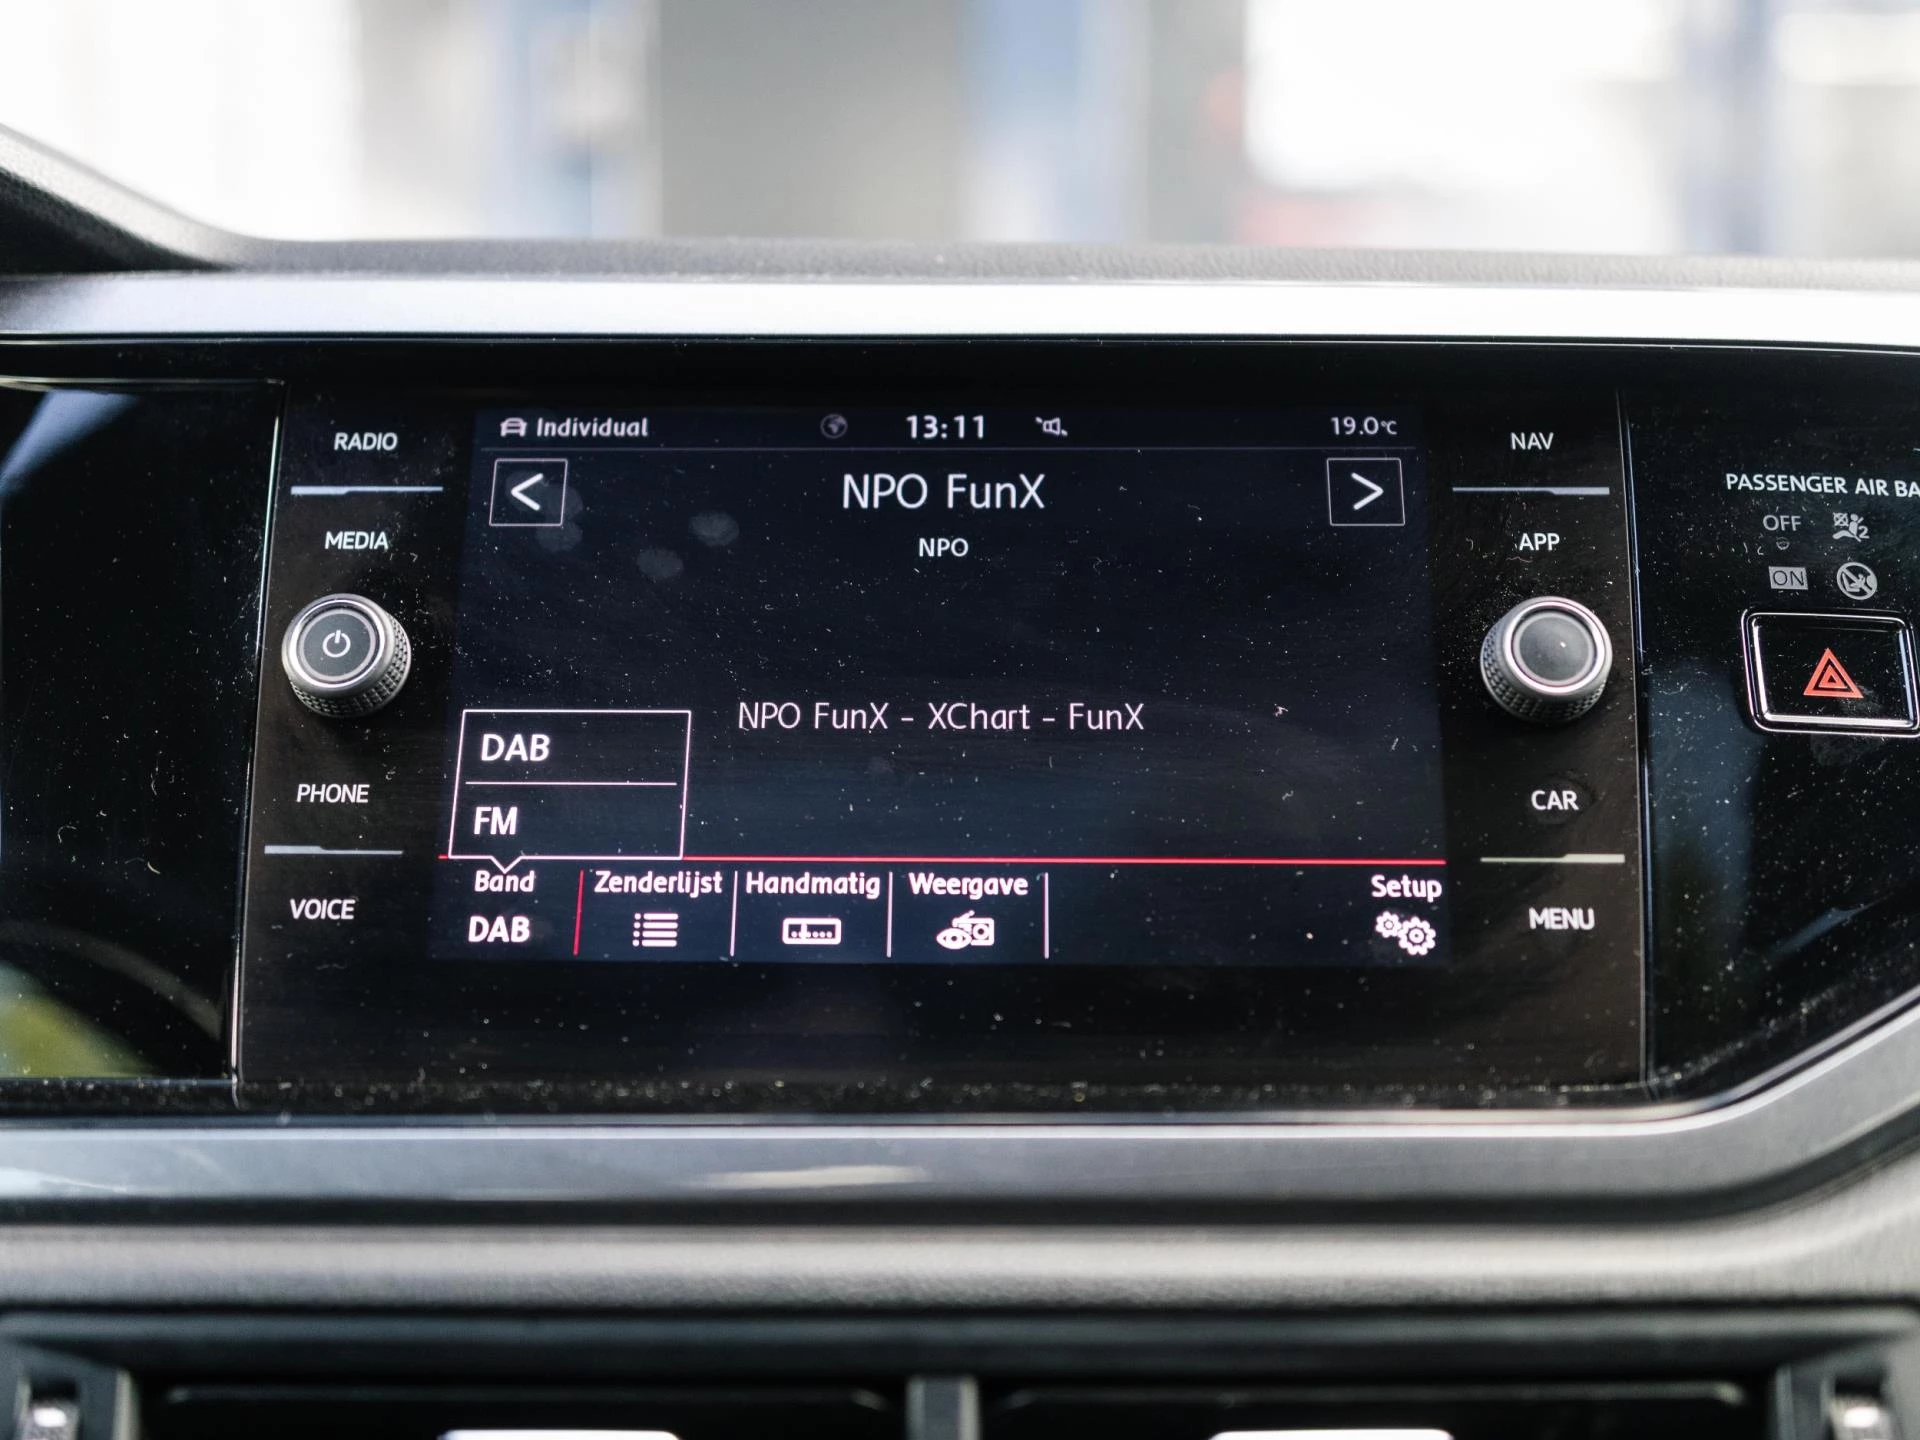 RADIO
MEDIA
PHONE
VOICE
Individual
13:11
19.0°C
<
NPO FunX
>
NPO
NPO FunX - XChart - FunX
DAB
FM
Band
DAB
Zenderlijst
Handmatig
Weergave
Setup
NAV
APP
CAR
MENU
PASSENGER AIR BA
OFF
2
ON